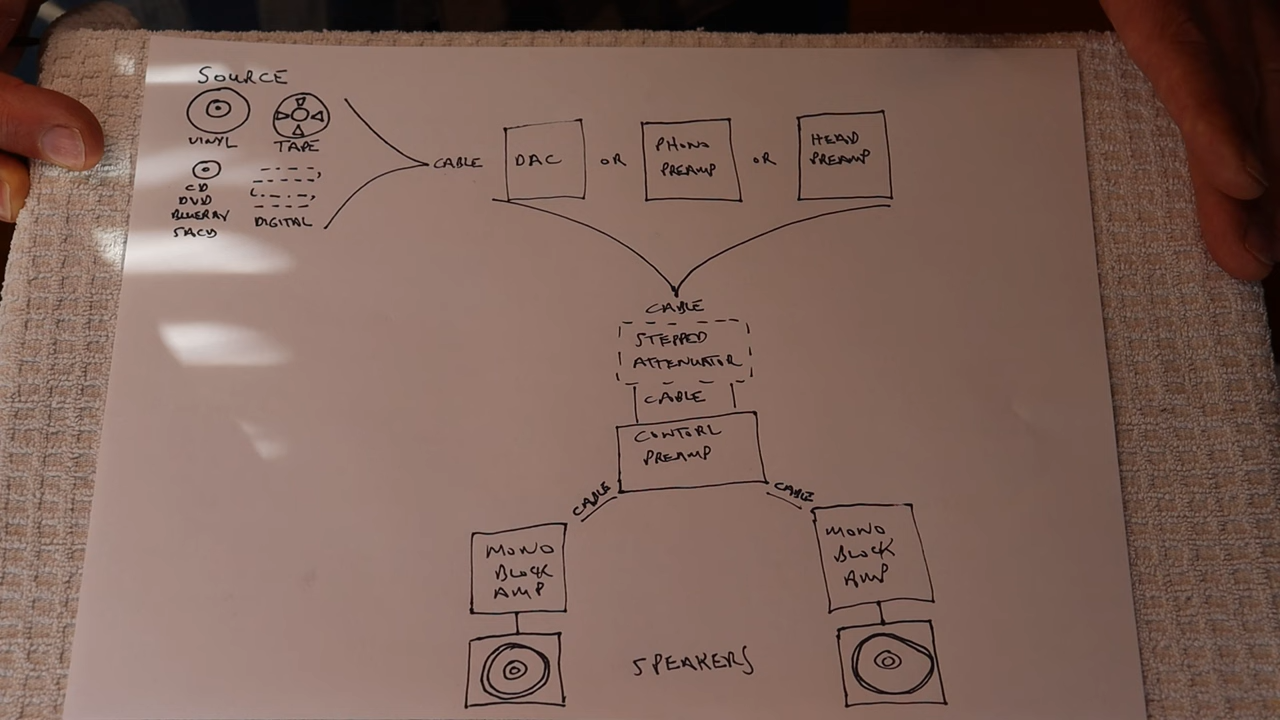 SOURCE
VINYL
TAPE
CD
DVD
BLUERAY
SACD
DIGITAL
CABLE
DAC
OR
PHONO
PREAMP
OR
HEAD
PREAMP
CABLE
STEPPED
ATTENUATOR
CABLE
CONTORL
PREAMP
CABLE
CABLE
MONO
BLOCK
AMP
MONO
BLOCK
AMP
SPEAKERS